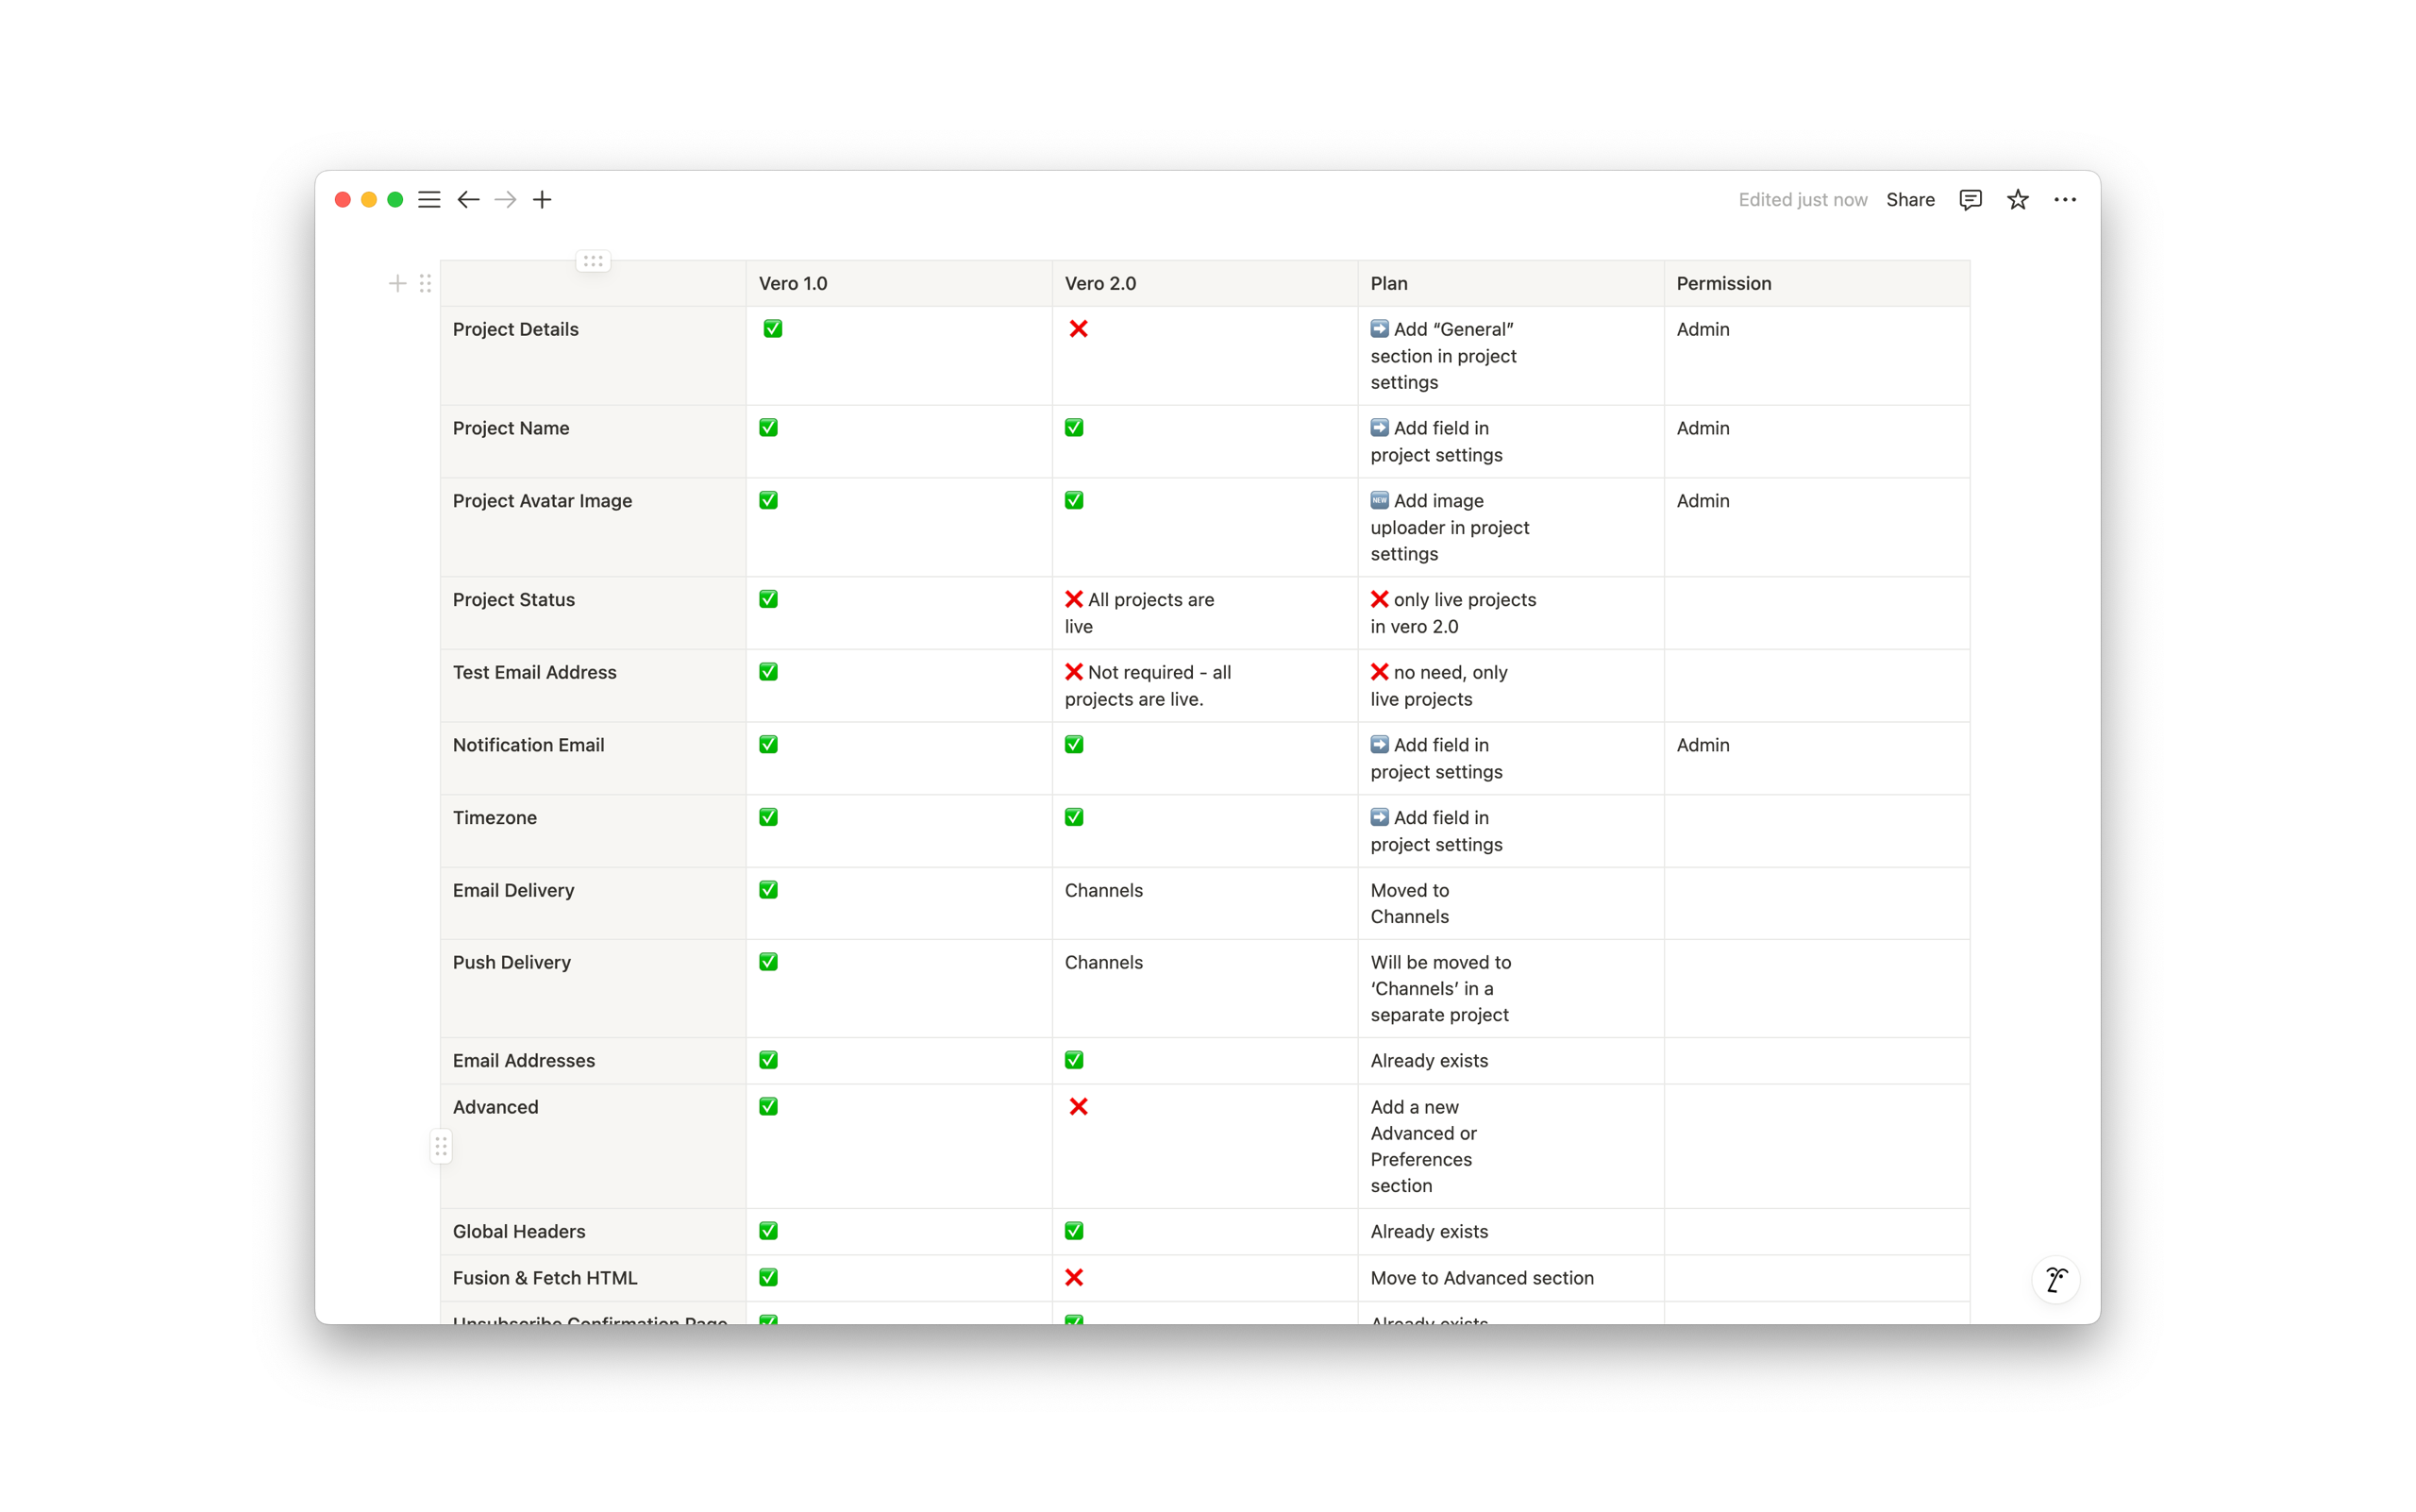 Edited just now Share
Vero 1.0 Vero 2.0 Plan Permission
Project Details ✅ ❌ ➡️ Add “General” Admin
section in project
settings
Project Name ✅ ✅ ➡️ Add field in Admin
project settings
Project Avatar Image ✅ ✅ 🆕 Add image Admin
uploader in project
settings
Project Status ✅ ❌ All projects are ❌ only live projects
live in vero 2.0
Test Email Address ✅ ❌ Not required - all ❌ no need, only
projects are live. live projects
Notification Email ✅ ✅ ➡️ Add field in Admin
project settings
Timezone ✅ ✅ ➡️ Add field in
project settings
Email Delivery ✅ Channels Moved to
Channels
Push Delivery ✅ Channels Will be moved to
‘Channels’ in a
separate project
Email Addresses ✅ ✅ Already exists
Advanced ✅ ❌ Add a new
Advanced or
Preferences
section
Global Headers ✅ ✅ Already exists
Fusion & Fetch HTML ✅ ❌ Move to Advanced section
Unsubscribe Confirmation Page ✅ ✅ Already exists